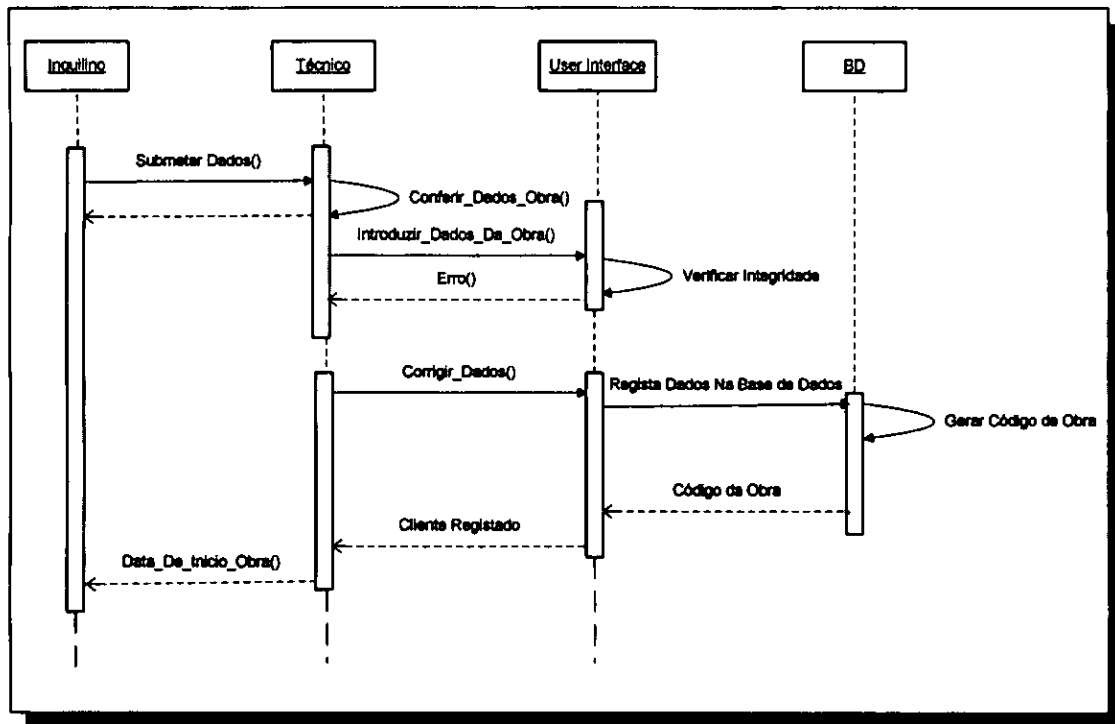 Inquilino
Técnico
User Interface
BD
Submeter Dados()
Conferir_Dados_Obra()
Introduzir_Dados_Da_Obra()
Verificar Integridade
Erro()
Corrigir_Dados()
Regista Dados Na Base de Dados
Gerar Código da Obra
Código da Obra
Cliente Registado
Data_De_Inicio_Obra()